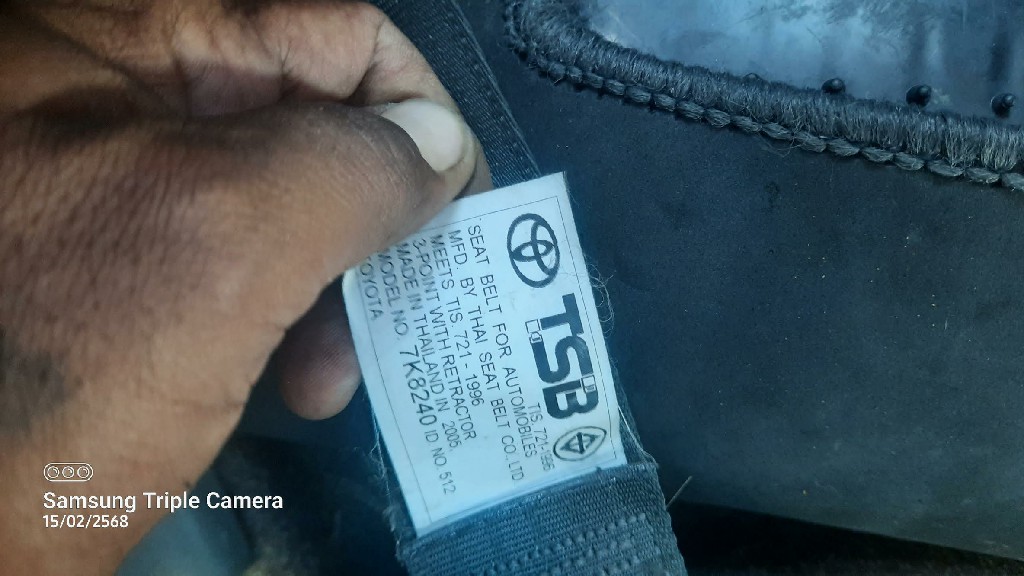 TSB
TIS. 721-1996
SEAT BELT FOR AUTOMOBILES
MFD. BY THAI SEAT BELT CO., LTD
MEETS TIS. 721 - 1996
3-POINT WITH RETRACTOR
MADE IN THAILAND IN
MODEL NO. 7K8240 ID NO. 512
TOYOTA
Samsung Triple Camera
15/02/2568